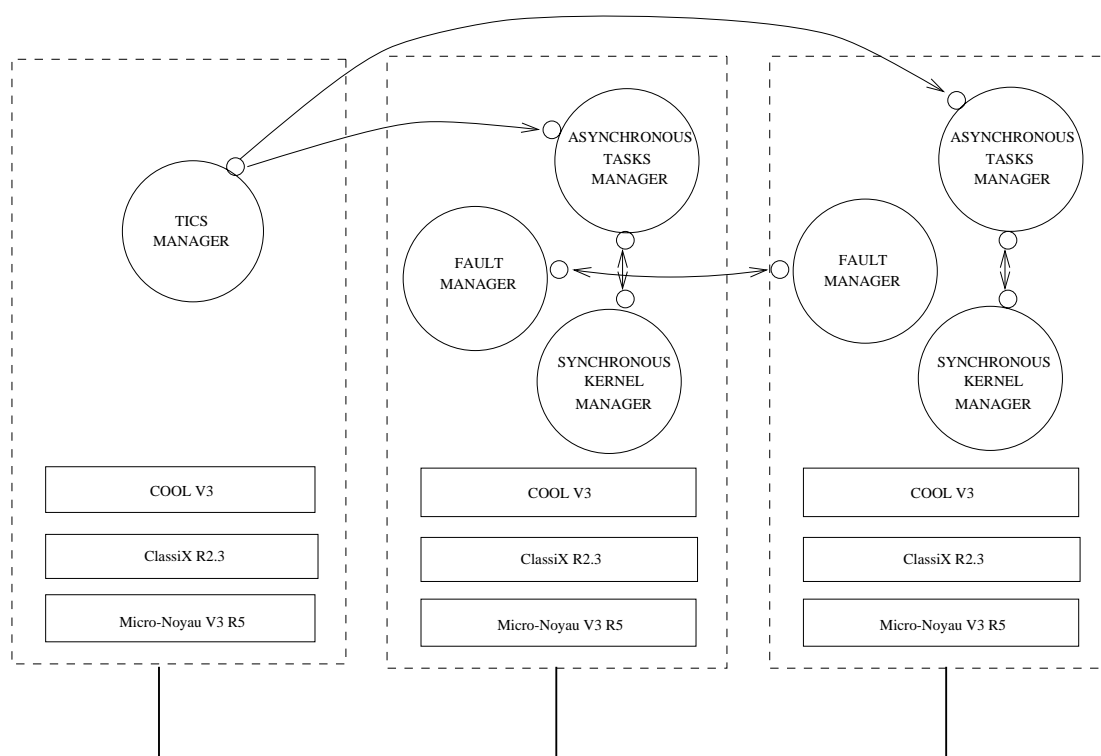 TICS
MANAGER
COOL V3
ClassiX R2.3
Micro-Noyau V3 R5
ASYNCHRONOUS
TASKS
MANAGER
FAULT
MANAGER
SYNCHRONOUS
KERNEL
MANAGER
COOL V3
ClassiX R2.3
Micro-Noyau V3 R5
ASYNCHRONOUS
TASKS
MANAGER
FAULT
MANAGER
SYNCHRONOUS
KERNEL
MANAGER
COOL V3
ClassiX R2.3
Micro-Noyau V3 R5